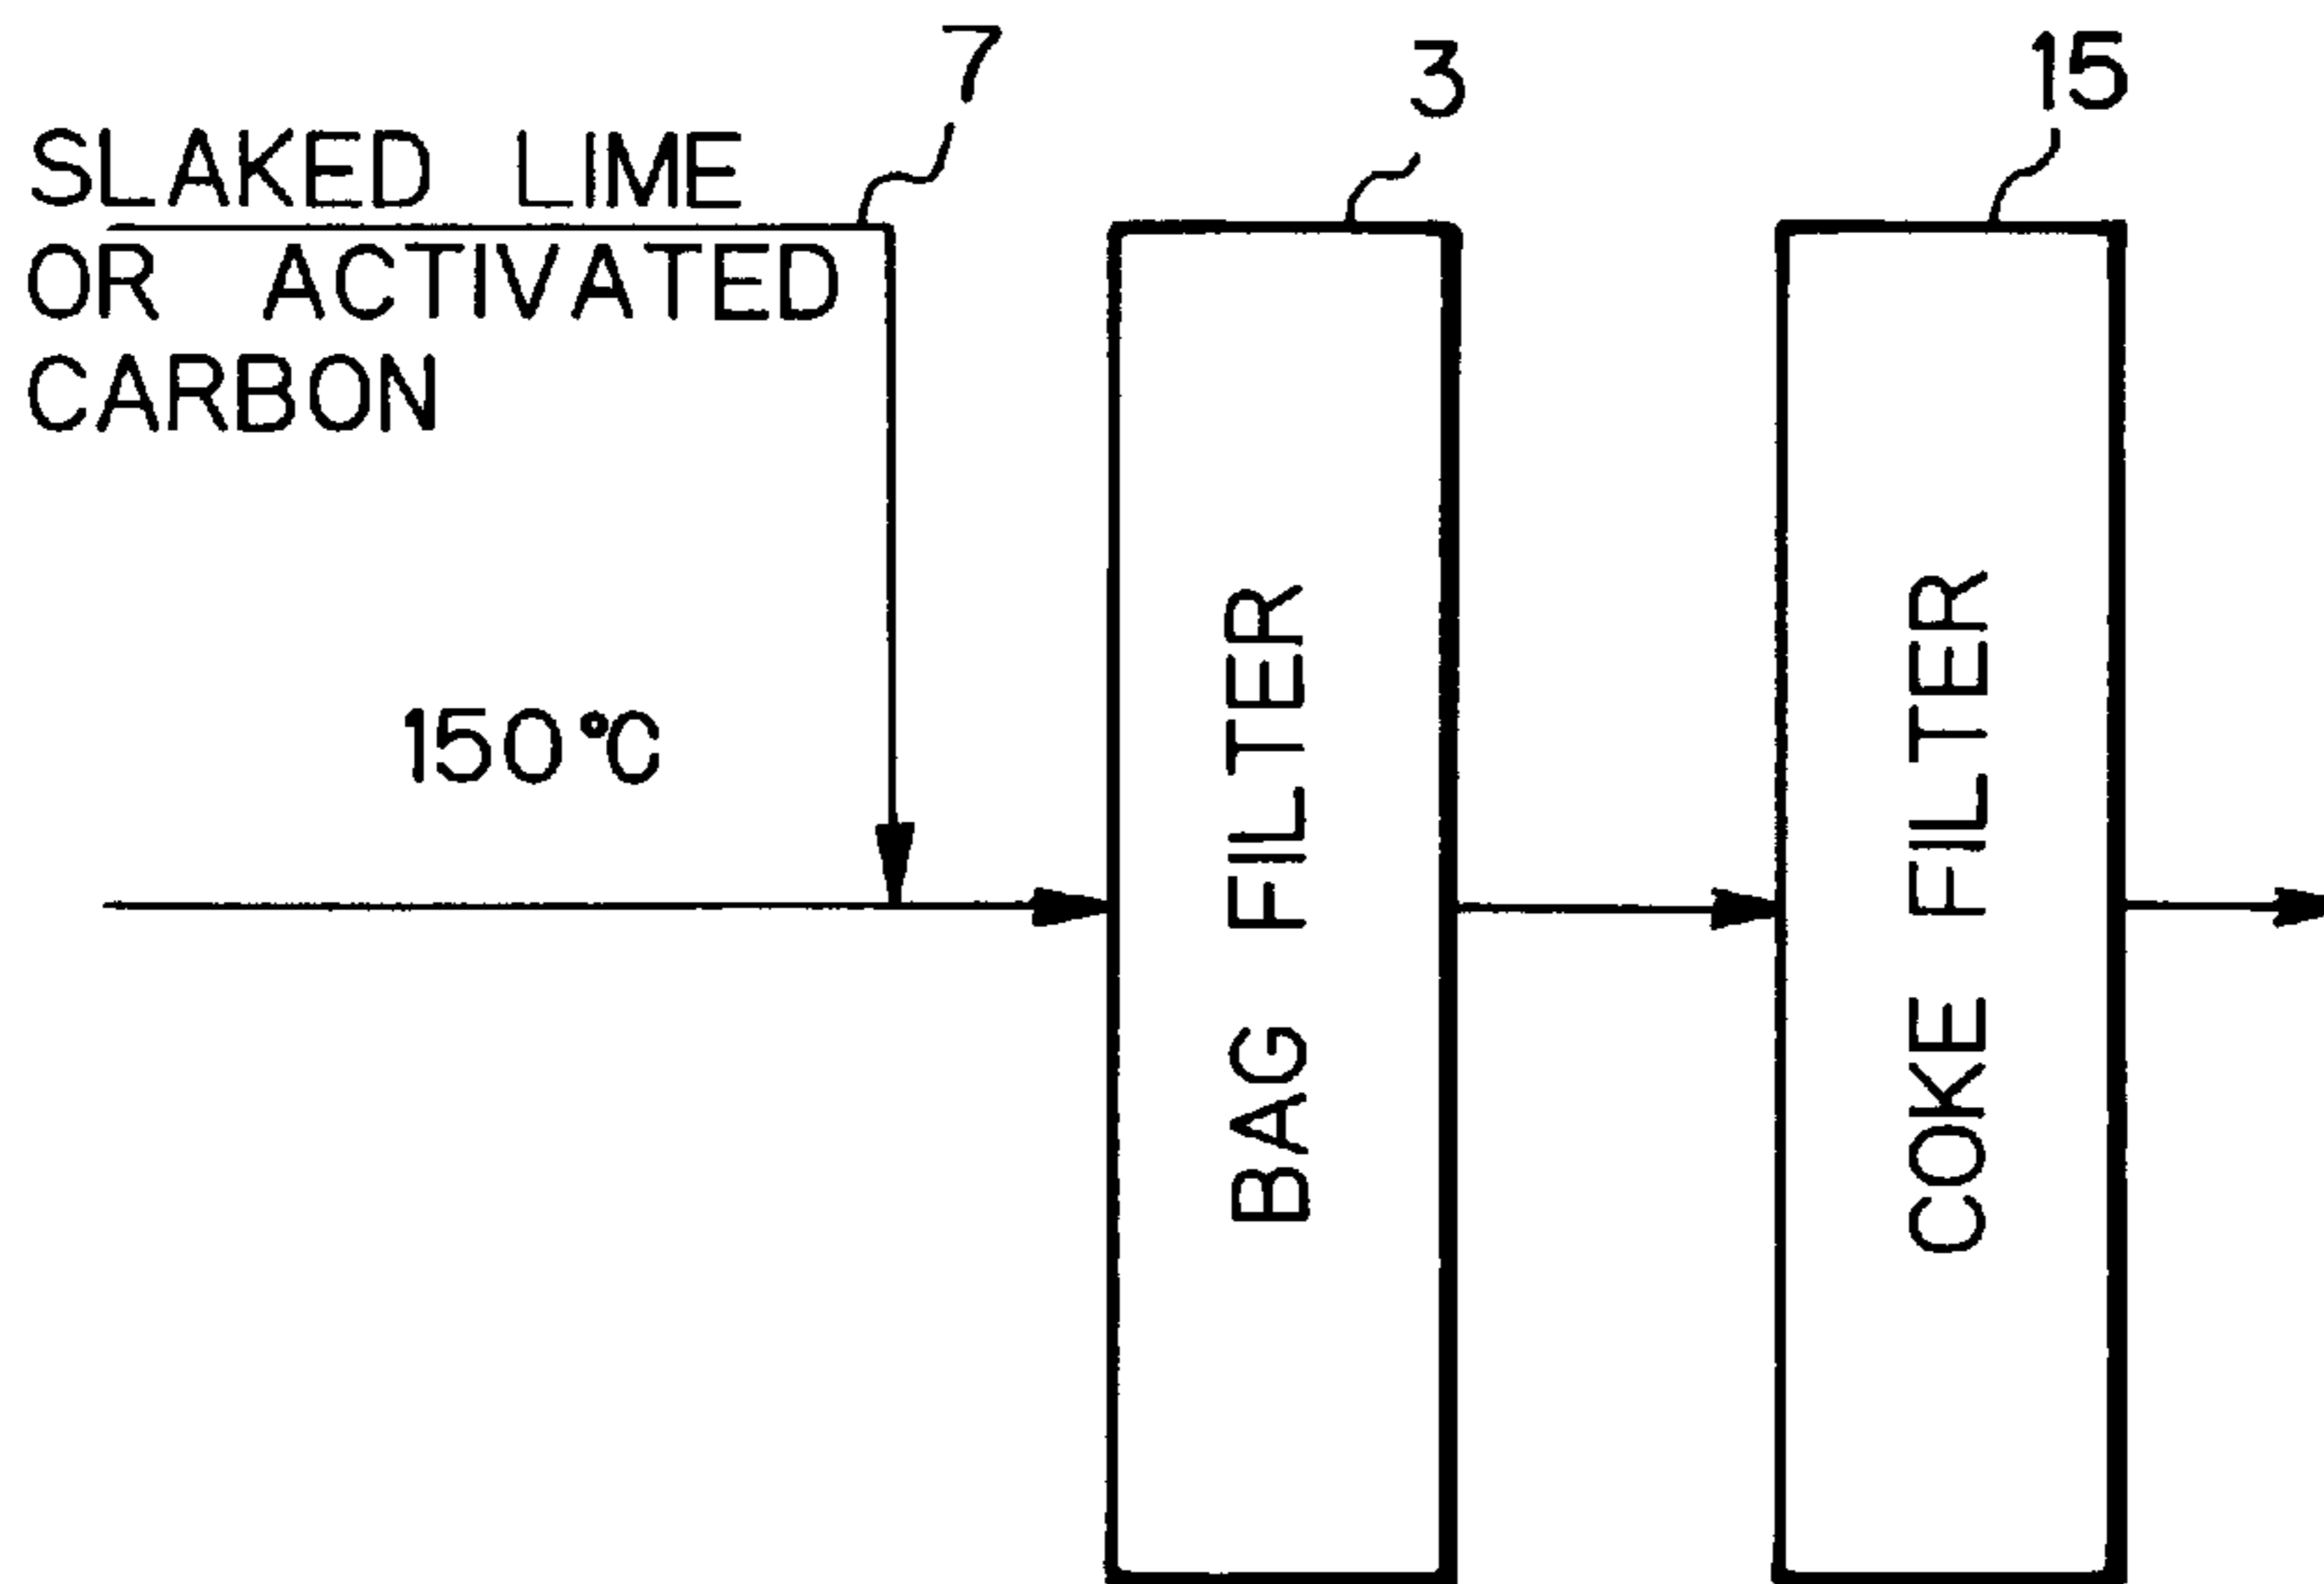 7
3
15
SLAKED LIME
OR ACTIVATED
CARBON
150°C
BAG FILTER
COKE FILTER